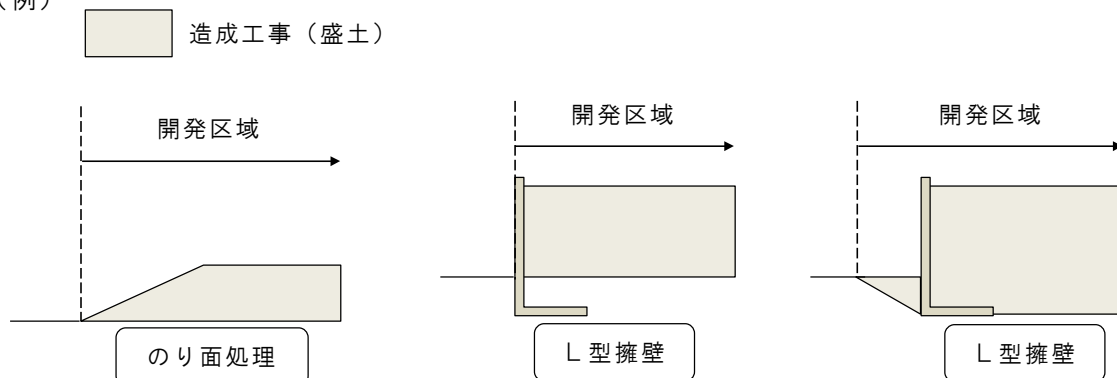 （例）
造成工事（盛土）
開発区域
開発区域
開発区域
のり面処理
Ｌ型擁壁
Ｌ型擁壁